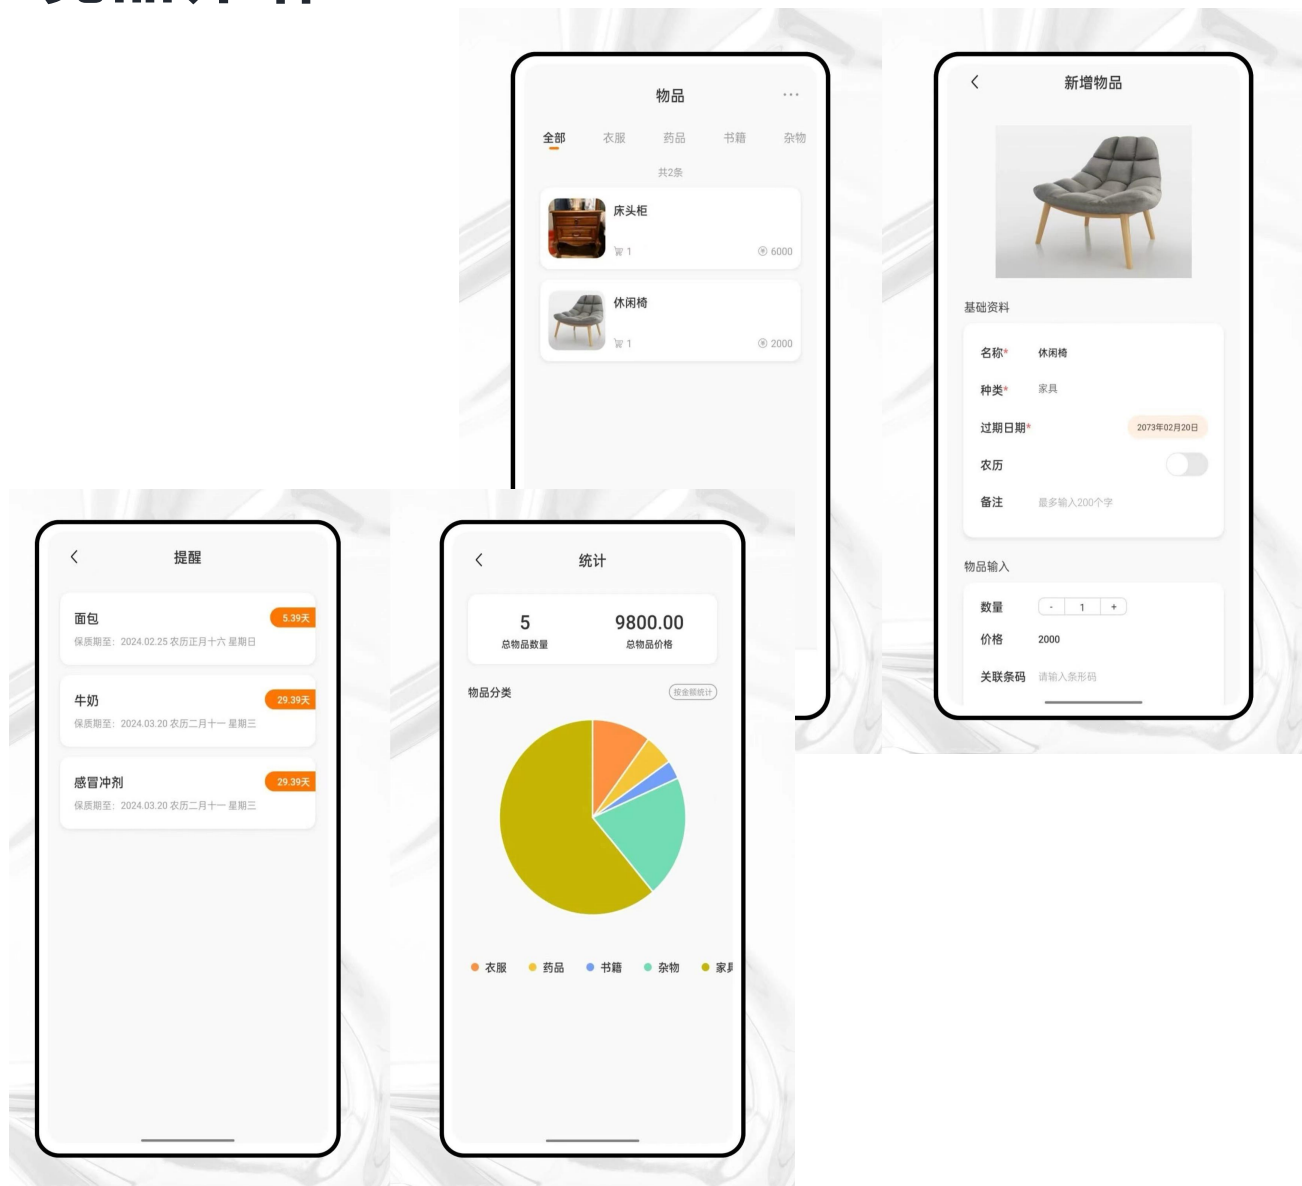 物品
全部 衣服 药品 书籍 杂物
共2条
床头柜
1 6000
休闲椅
1 2000
新增物品
基础资料
名称* 休闲椅
种类* 家具
过期日期* 2073年02月20日
农历
备注 最多输入200个字
物品输入
数量 - 1 +
价格 2000
关联条码 请输入条形码
提醒
面包 5.39天
保质期至: 2024.02.25 农历正月十六 星期日
牛奶 29.39天
保质期至: 2024.03.20 农历二月十一 星期三
感冒冲剂 29.39天
保质期至: 2024.03.20 农历二月十一 星期三
统计
5 9800.00
总物品数量 总物品价格
物品分类 按金额统计
衣服 药品 书籍 杂物 家具